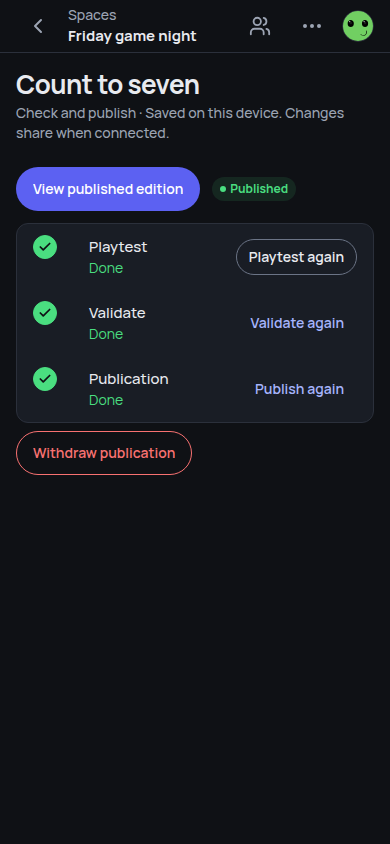 Spaces
Friday game night
Count to seven
Check and publish · Saved on this device. Changes
share when connected.
View published edition
Published
Playtest
Done
Playtest again
Validate
Done
Validate again
Publication
Done
Publish again
Withdraw publication